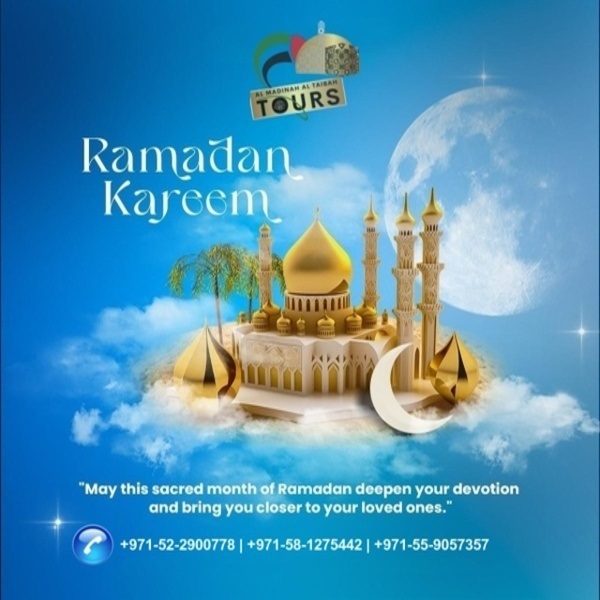 AL MADINAH AL TAIBAH
TOURS
Ramadan
Kareem
"May this sacred month of Ramadan deepen your devotion
and bring you closer to your loved ones."
+971-52-2900778 | +971-58-1275442 | +971-55-9057357